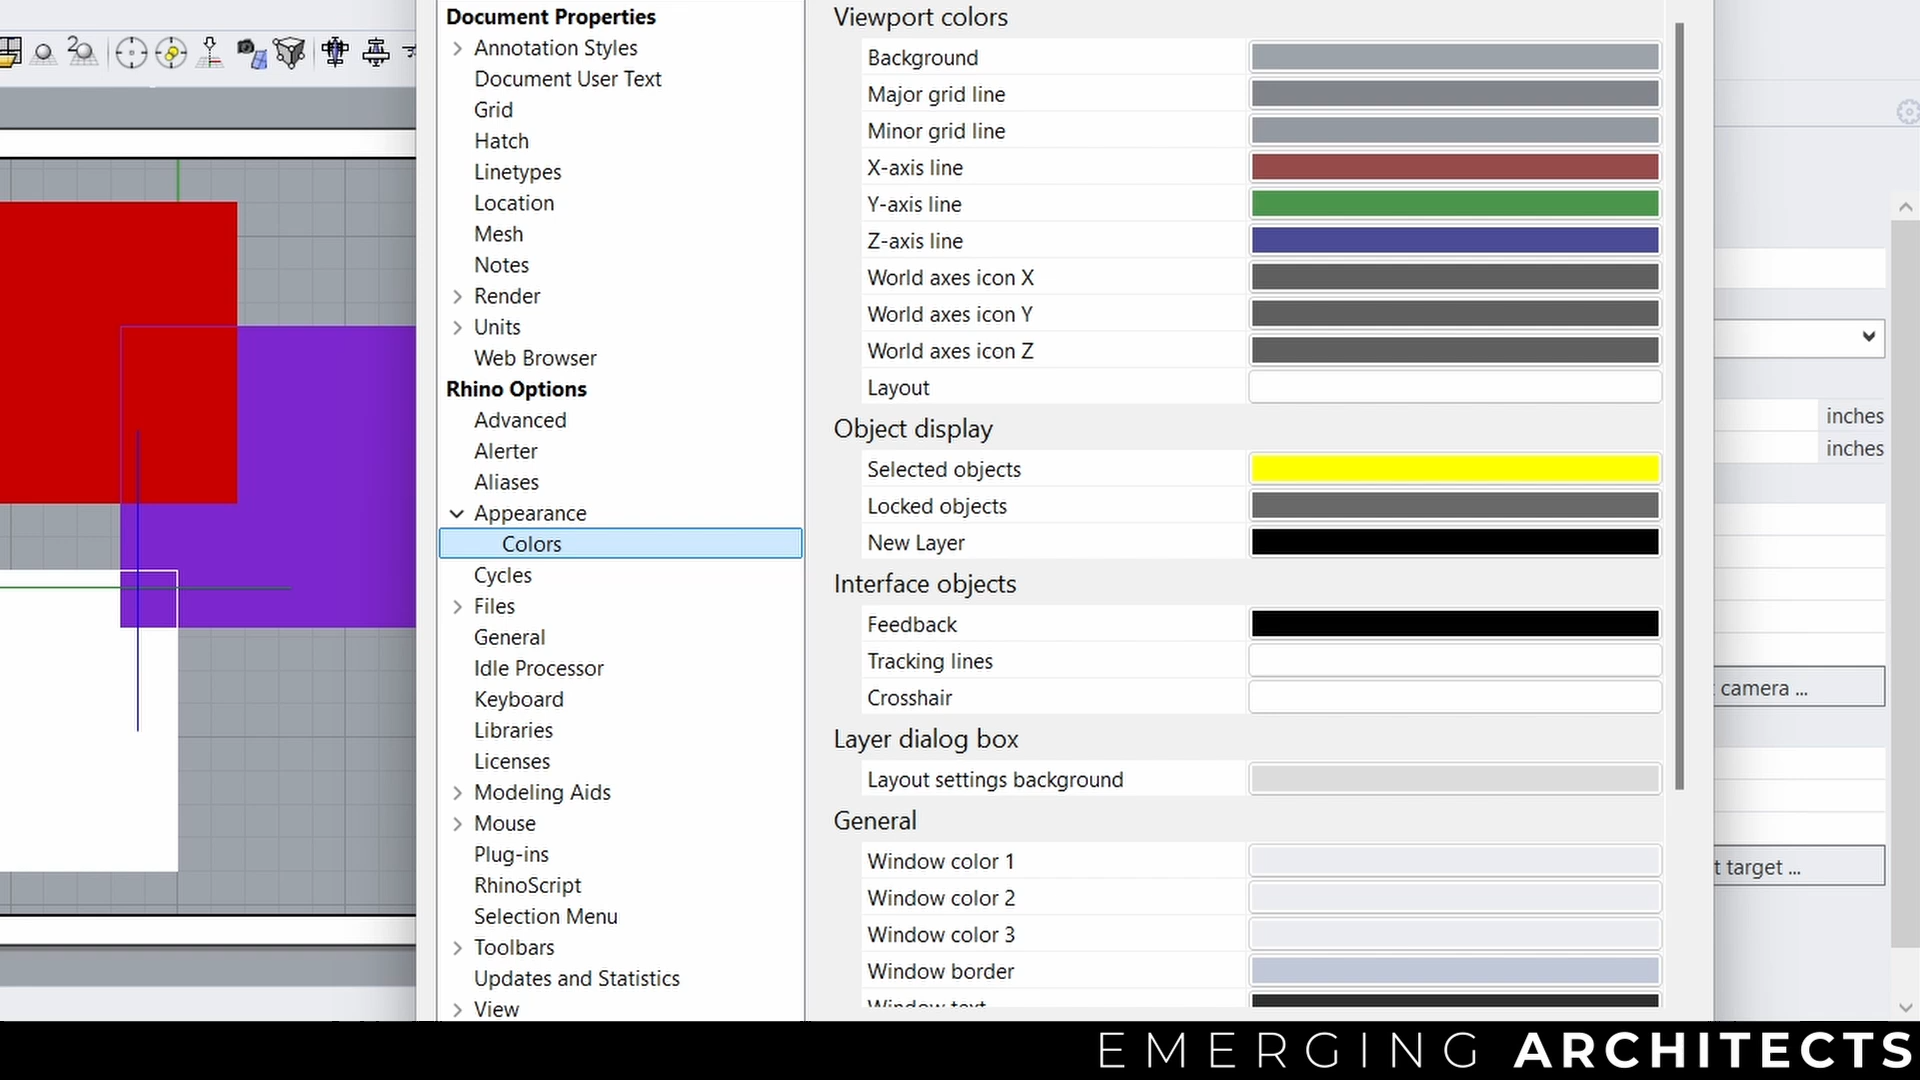 Document Properties
Annotation Styles
Document User Text
Grid
Hatch
Linetypes
Location
Mesh
Notes
Render
Units
Web Browser
Rhino Options
Advanced
Alerter
Aliases
Appearance
Colors
Cycles
Files
General
Idle Processor
Keyboard
Libraries
Licenses
Modeling Aids
Mouse
Plug-ins
RhinoScript
Selection Menu
Toolbars
Updates and Statistics
View
Viewport colors
Background
Major grid line
Minor grid line
X-axis line
Y-axis line
Z-axis line
World axes icon X
World axes icon Y
World axes icon Z
Layout
Object display
Selected objects
Locked objects
New Layer
Interface objects
Feedback
Tracking lines
Crosshair
Layer dialog box
Layout settings background
General
Window color 1
Window color 2
Window color 3
Window border
Window text
inches
inches
camera ...
t target ...
2
EMERGING ARCHITECTS